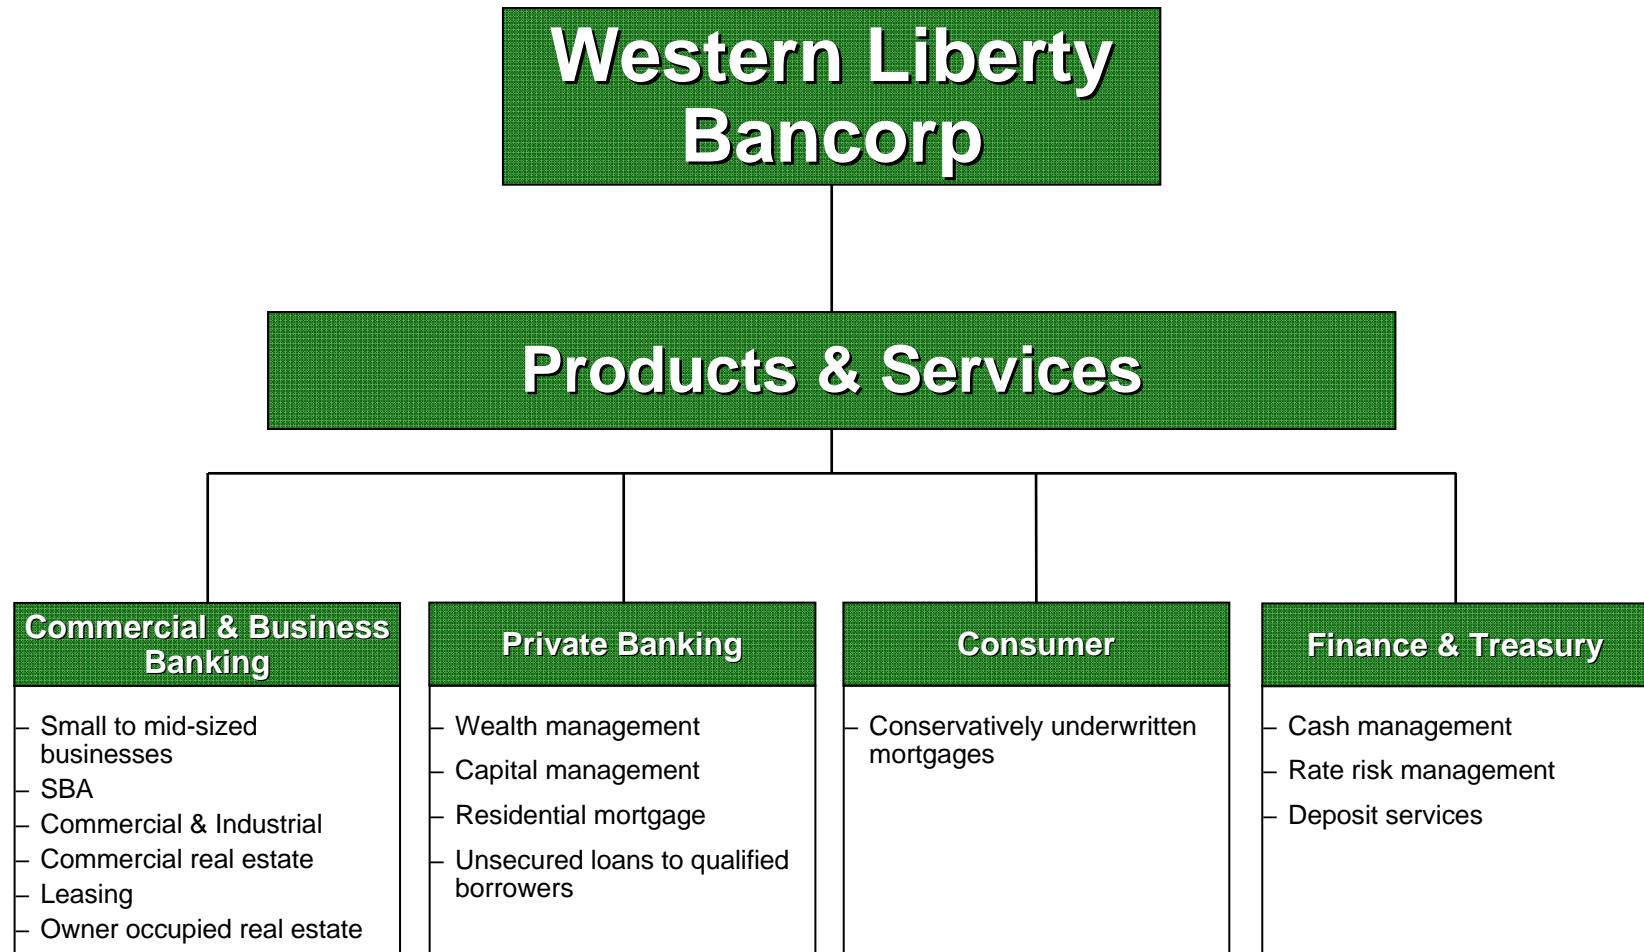 Western Liberty
Bancorp
Products & Services
Commercial & Business
Banking
– Small to mid-sized
businesses
– SBA
– Commercial & Industrial
– Commercial real estate
– Leasing
– Owner occupied real estate
Private Banking
– Wealth management
– Capital management
– Residential mortgage
– Unsecured loans to qualified
borrowers
Consumer
– Conservatively underwritten
mortgages
Finance & Treasury
– Cash management
– Rate risk management
– Deposit services